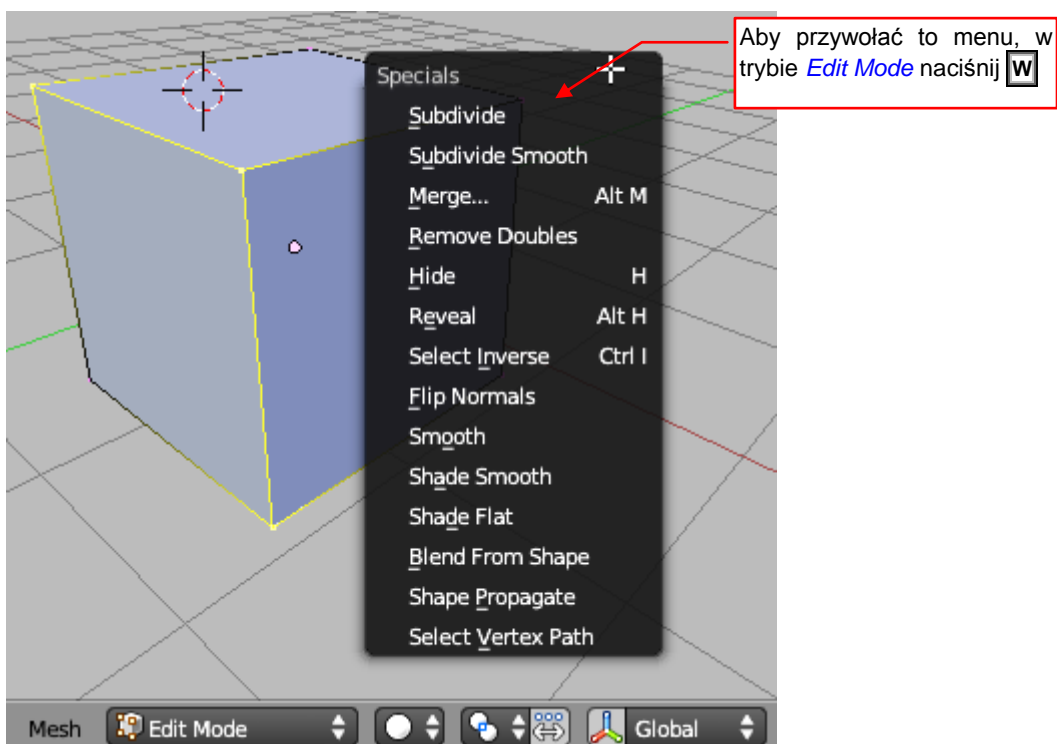 Aby przywołać to menu, w
trybie Edit Mode naciśnij W
Specials
Subdivide
Subdivide Smooth
Merge... Alt M
Remove Doubles
Hide H
Reveal Alt H
Select Inverse Ctrl I
Flip Normals
Smooth
Shade Smooth
Shade Flat
Blend From Shape
Shape Propagate
Select Vertex Path
Mesh Edit Mode Global